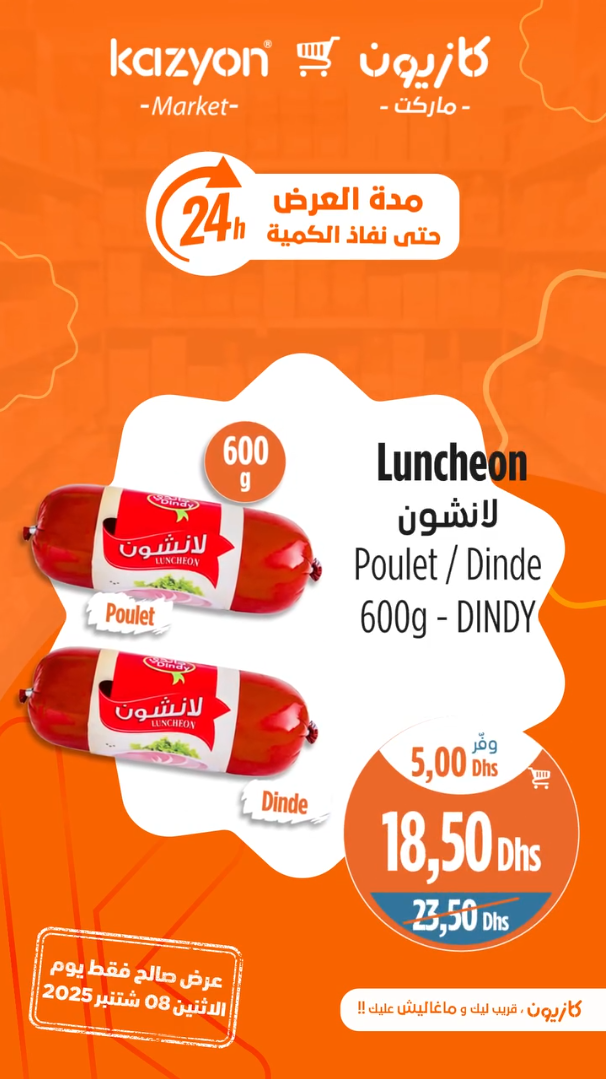 kazyon®
كازيون
-Market-
- ماركت -
24h
مدة العرض
حتى نفاذ الكمية
600
g
Luncheon
لانشون
Poulet / Dinde
600g - DINDY
Dindy
لانشون
LUNCHEON
Poulet
Dindy
لانشون
LUNCHEON
Dinde
وفّر
5,00 Dhs
18,50 Dhs
23,50 Dhs
عرض صالح فقط يوم
الاثنين 08 شتنبر 2025
كازيون ، قريب ليك و ماغاليش عليك !!